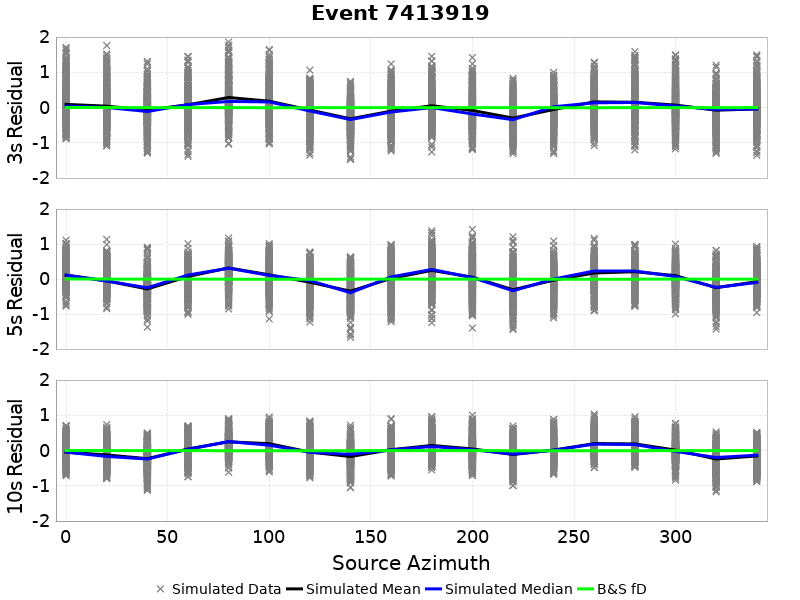 Event 7413919
3s Residual
2
1
0
-1
-2
5s Residual
2
1
0
-1
-2
10s Residual
2
1
0
-1
-2
0 50 100 150 200 250 300
Source Azimuth
Simulated Data Simulated Mean Simulated Median B&S fD